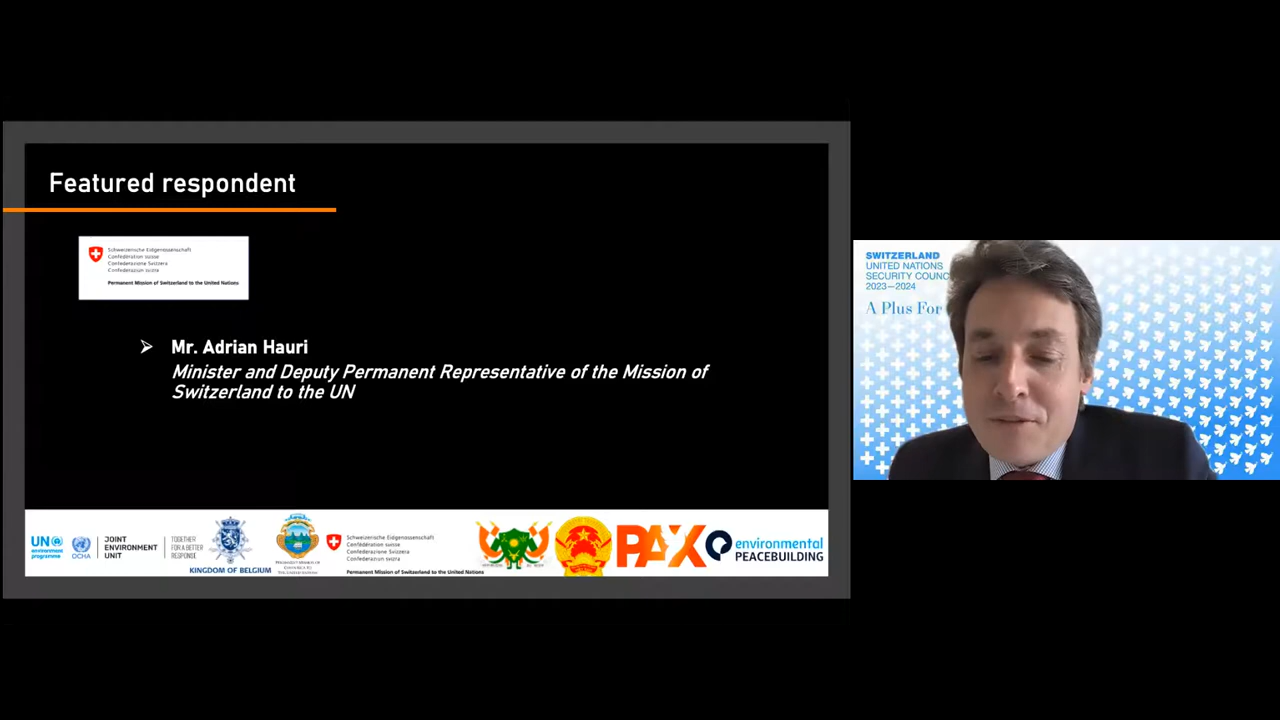 Featured respondent
Schweizerische Eidgenossenschaft
Confédération suisse
Confederazione Svizzera
Confederaziun svizra
Permanent Mission of Switzerland to the United Nations
Mr. Adrian Hauri
Minister and Deputy Permanent Representative of the Mission of
Switzerland to the UN
UN
environment
programme
OCHA
JOINT
ENVIRONMENT
UNIT
TOGETHER
FOR A BETTER
RESPONSE
KINGDOM OF BELGIUM
Schweizerische Eidgenossenschaft
Confédération suisse
Confederazione Svizzera
Confederaziun svizra
Permanent Mission of Switzerland to the United Nations
PAX
environmental
PEACEBUILDING
SWITZERLAND
UNITED NATIONS
SECURITY COUNC
2023—2024
A Plus For